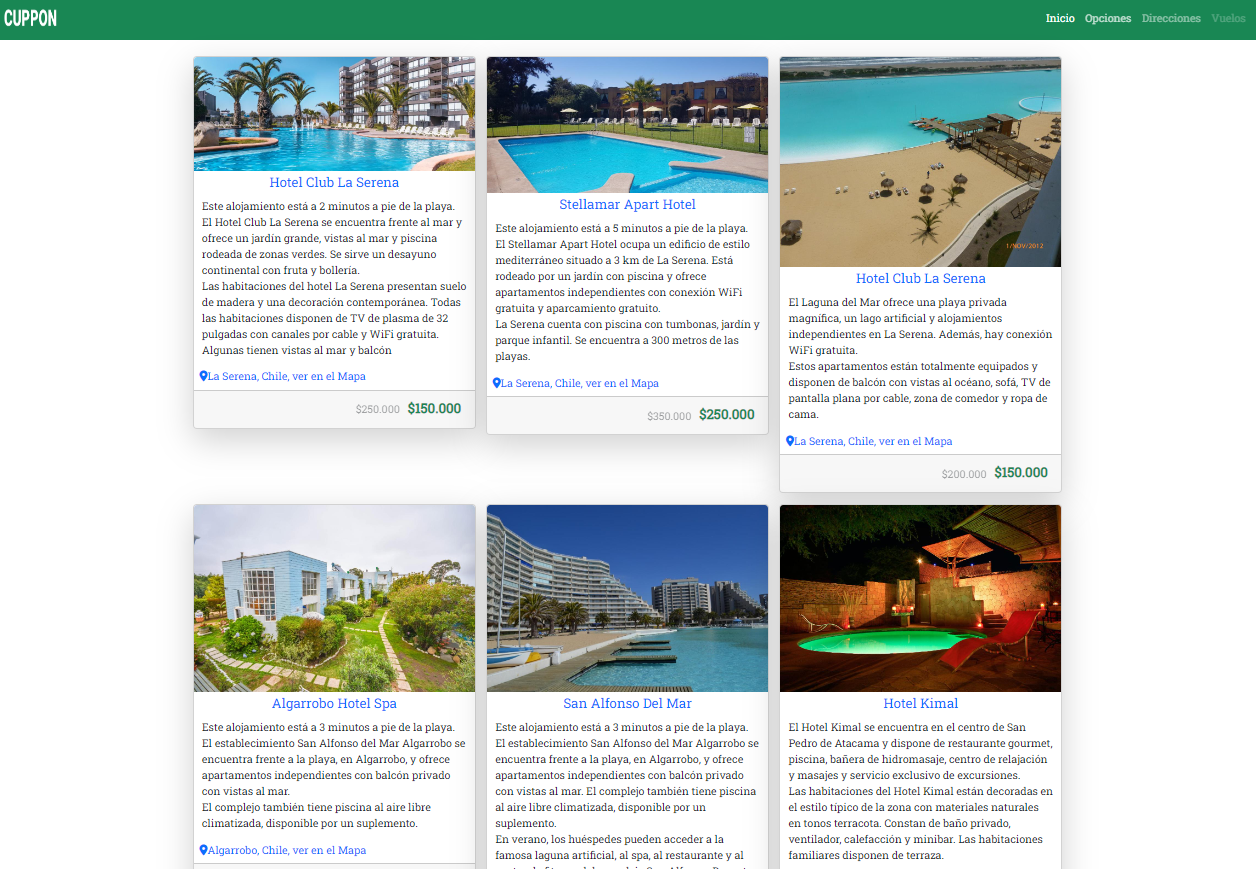 CUPPON
Inicio Opciones Direcciones Vuelos
Hotel Club La Serena
Este alojamiento está a 2 minutos a pie de la playa.
El Hotel Club La Serena se encuentra frente al mar y
ofrece un jardín grande, vistas al mar y piscina
rodeada de zonas verdes. Se sirve un desayuno
continental con fruta y bollería.
Las habitaciones del hotel La Serena presentan suelo
de madera y una decoración contemporánea. Todas
las habitaciones disponen de TV de plasma de 32
pulgadas con canales por cable y WiFi gratuita.
Algunas tienen vistas al mar y balcón
La Serena, Chile, ver en el Mapa
$250.000 $150.000
Stellamar Apart Hotel
Este alojamiento está a 5 minutos a pie de la playa.
El Stellamar Apart Hotel ocupa un edificio de estilo
mediterráneo situado a 3 km de La Serena. Está
rodeado por un jardín con piscina y ofrece
apartamentos independientes con conexión WiFi
gratuita y aparcamiento gratuito.
La Serena cuenta con piscina con tumbonas, jardín y
parque infantil. Se encuentra a 300 metros de las
playas.
La Serena, Chile, ver en el Mapa
$350.000 $250.000
1/NOV/2012
Hotel Club La Serena
El Laguna del Mar ofrece una playa privada
magnífica, un lago artificial y alojamientos
independientes en La Serena. Además, hay conexión
WiFi gratuita.
Estos apartamentos están totalmente equipados y
disponen de balcón con vistas al océano, sofá, TV de
pantalla plana por cable, zona de comedor y ropa de
cama.
La Serena, Chile, ver en el Mapa
$200.000 $150.000
Algarrobo Hotel Spa
Este alojamiento está a 3 minutos a pie de la playa.
El establecimiento San Alfonso del Mar Algarrobo se
encuentra frente a la playa, en Algarrobo, y ofrece
apartamentos independientes con balcón privado
con vistas al mar.
El complejo también tiene piscina al aire libre
climatizada, disponible por un suplemento.
Algarrobo, Chile, ver en el Mapa
San Alfonso Del Mar
Este alojamiento está a 3 minutos a pie de la playa.
El establecimiento San Alfonso del Mar Algarrobo se
encuentra frente a la playa, en Algarrobo, y ofrece
apartamentos independientes con balcón privado
con vistas al mar. El complejo también tiene piscina
al aire libre climatizada, disponible por un
suplemento.
En verano, los huéspedes pueden acceder a la
famosa laguna artificial, al spa, al restaurante y al
Hotel Kimal
El Hotel Kimal se encuentra en el centro de San
Pedro de Atacama y dispone de restaurante gourmet,
piscina, bañera de hidromasaje, centro de relajación
y masajes y servicio exclusivo de excursiones.
Las habitaciones del Hotel Kimal están decoradas en
el estilo típico de la zona con materiales naturales
en tonos terracota. Constan de baño privado,
ventilador, calefacción y minibar. Las habitaciones
familiares disponen de terraza.